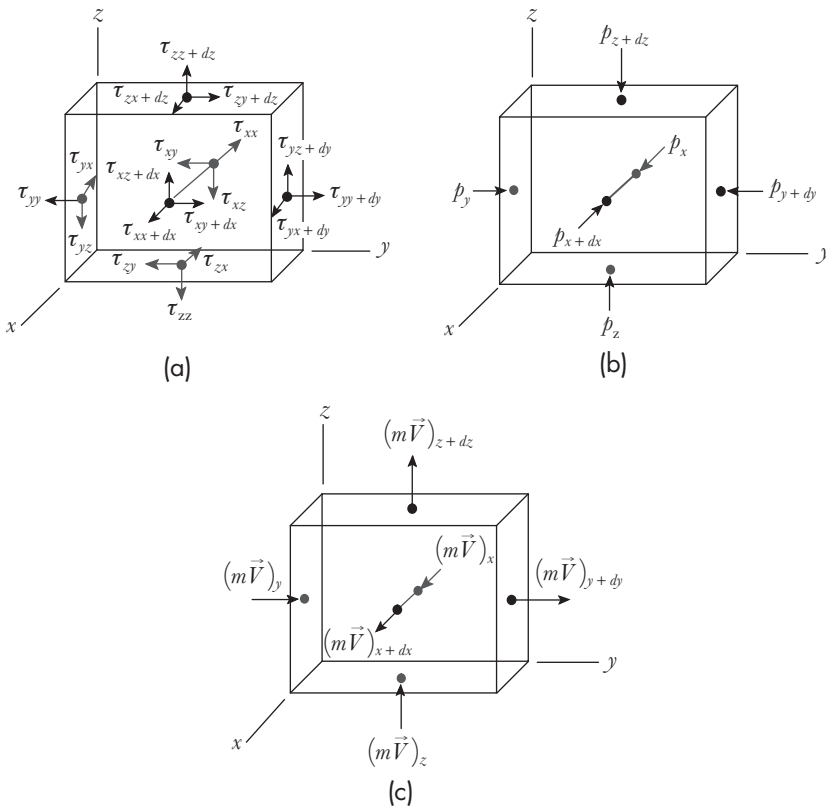 z
τzz + dz
τzx + dz
τzy + dz
τxx
τxy
τyz + dy
τyx
τxz + dx
τyy
τyy + dy
τxz
τxy + dx
τyz
τxx + dx
τyx + dy
τzy
τzx
y
τzz
x
(a)
z
pz + dz
px
py
py + dy
px + dx
y
x
pz
(b)
z
(mV⃗)z + dz
(mV⃗)x
(mV⃗)y
(mV⃗)y + dy
(mV⃗)x + dx
y
x
(mV⃗)z
(c)